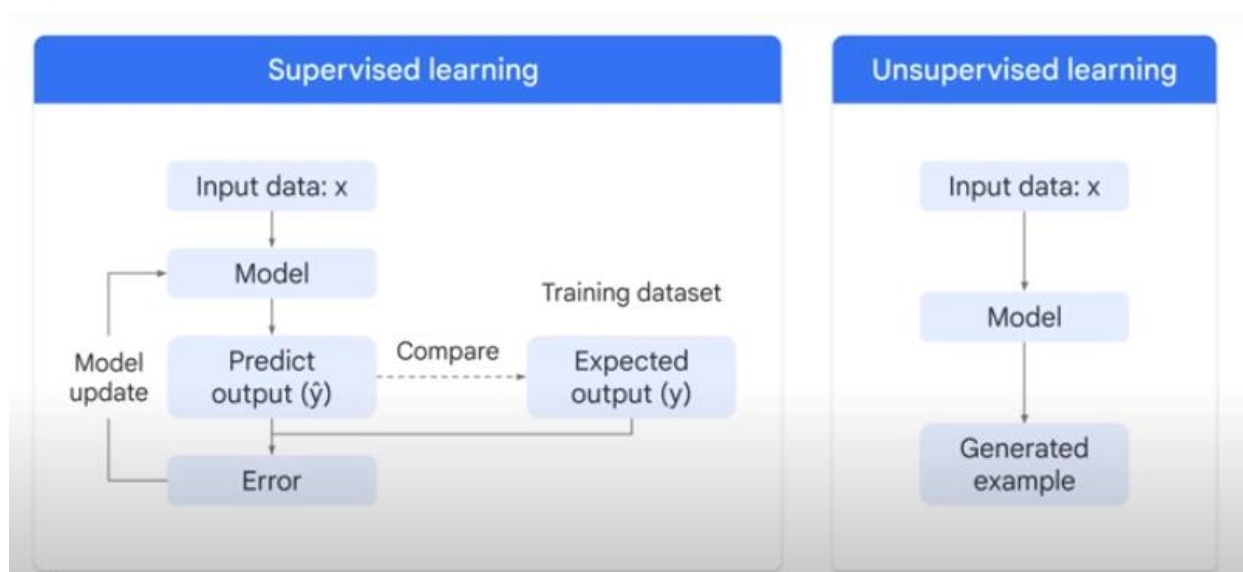 Supervised learning
Input data: x
Model
Training dataset
Model
update
Predict
output (ŷ)
Compare
Expected
output (y)
Error
Unsupervised learning
Input data: x
Model
Generated
example